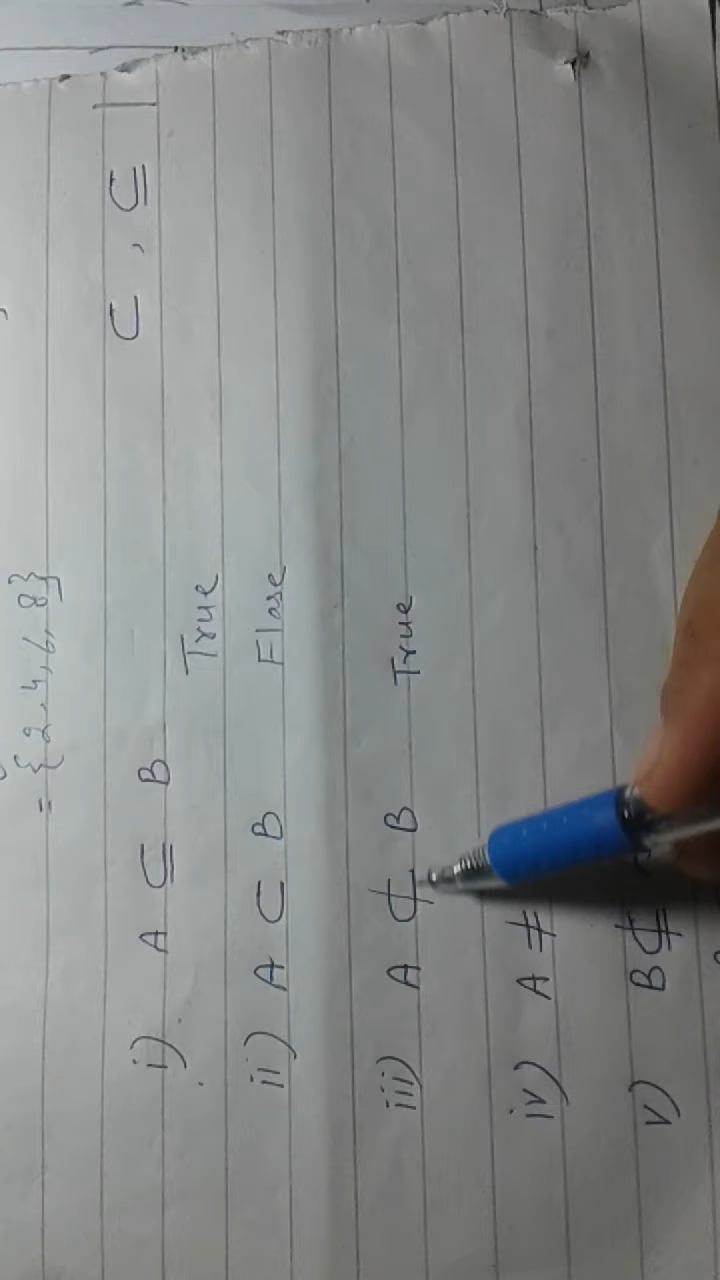 = {2,4,6,8}
⊂ , ⊆
i) A ⊆ B True
ii) A ⊂ B Flase
iii) A ⊄ B True
iv) A ≠
v) B ⊈